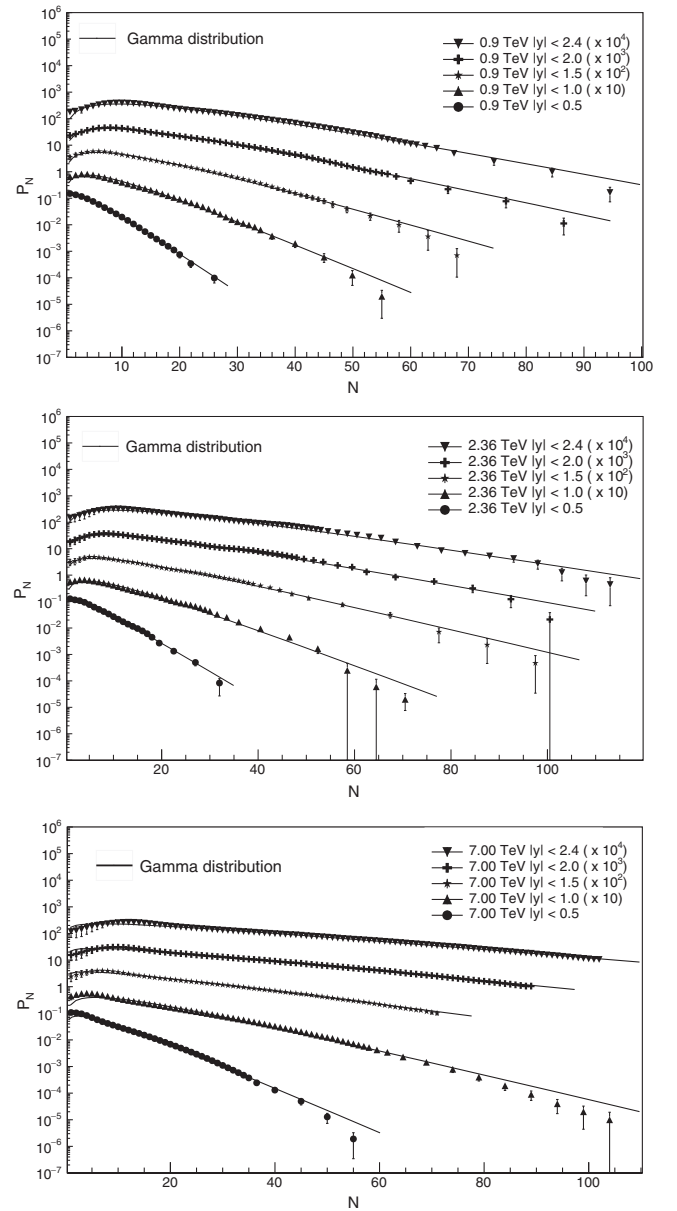 10^6
10^5
10^4
10^3
10^2
10
1
10^-1
10^-2
10^-3
10^-4
10^-5
10^-6
10^-7
P_N
Gamma distribution
0.9 TeV |y| < 2.4 ( x 10^4)
0.9 TeV |y| < 2.0 ( x 10^3)
0.9 TeV |y| < 1.5 ( x 10^2)
0.9 TeV |y| < 1.0 ( x 10)
0.9 TeV |y| < 0.5
10 20 30 40 50 60 70 80 90 100
N
10^6
10^5
10^4
10^3
10^2
10
1
10^-1
10^-2
10^-3
10^-4
10^-5
10^-6
10^-7
P_N
Gamma distribution
2.36 TeV |y| < 2.4 ( x 10^4)
2.36 TeV |y| < 2.0 ( x 10^3)
2.36 TeV |y| < 1.5 ( x 10^2)
2.36 TeV |y| < 1.0 ( x 10)
2.36 TeV |y| < 0.5
20 40 60 80 100
N
10^6
10^5
10^4
10^3
10^2
10
1
10^-1
10^-2
10^-3
10^-4
10^-5
10^-6
10^-7
P_N
Gamma distribution
7.00 TeV |y| < 2.4 ( x 10^4)
7.00 TeV |y| < 2.0 ( x 10^3)
7.00 TeV |y| < 1.5 ( x 10^2)
7.00 TeV |y| < 1.0 ( x 10)
7.00 TeV |y| < 0.5
20 40 60 80 100
N